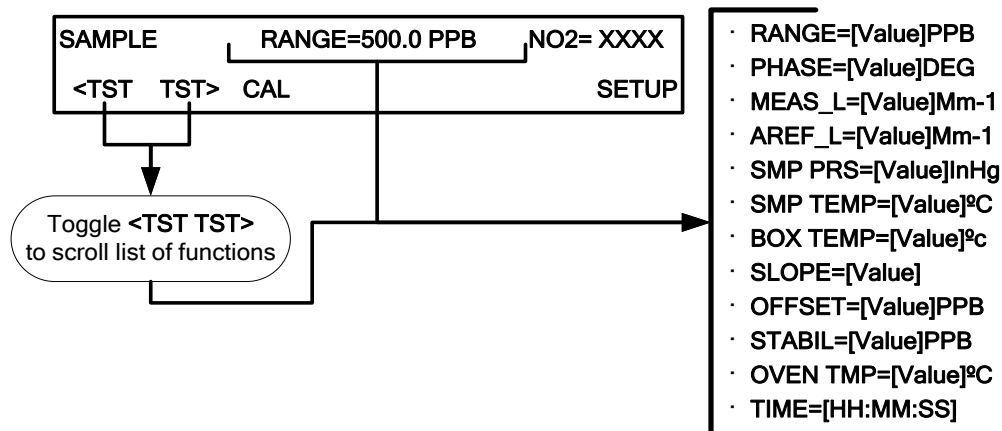 SAMPLE RANGE=500.0 PPB NO2= XXXX
<TST TST> CAL SETUP
Toggle <TST TST>
to scroll list of functions
· RANGE=[Value]PPB
· PHASE=[Value]DEG
· MEAS_L=[Value]Mm-1
· AREF_L=[Value]Mm-1
· SMP PRS=[Value]InHg
· SMP TEMP=[Value]ºC
· BOX TEMP=[Value]ºc
· SLOPE=[Value]
· OFFSET=[Value]PPB
· STABIL=[Value]PPB
· OVEN TMP=[Value]ºC
· TIME=[HH:MM:SS]